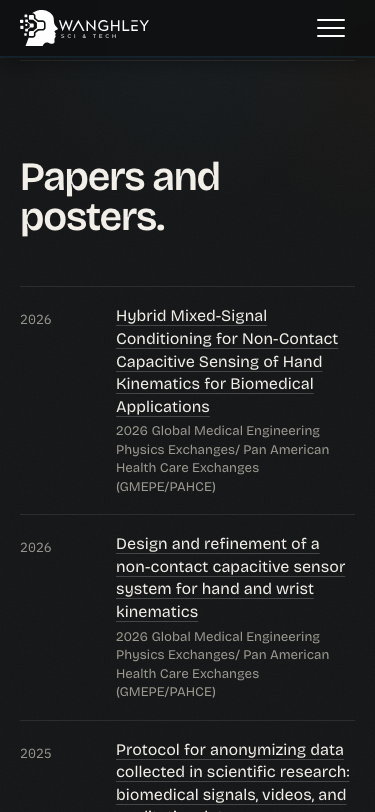 WANGHLEY
SCI & TECH
Papers and
posters.
2026
Hybrid Mixed-Signal
Conditioning for Non-Contact
Capacitive Sensing of Hand
Kinematics for Biomedical
Applications
2026 Global Medical Engineering
Physics Exchanges/ Pan American
Health Care Exchanges
(GMEPE/PAHCE)
2026
Design and refinement of a
non-contact capacitive sensor
system for hand and wrist
kinematics
2026 Global Medical Engineering
Physics Exchanges/ Pan American
Health Care Exchanges
(GMEPE/PAHCE)
2025
Protocol for anonymizing data
collected in scientific research:
biomedical signals, videos, and